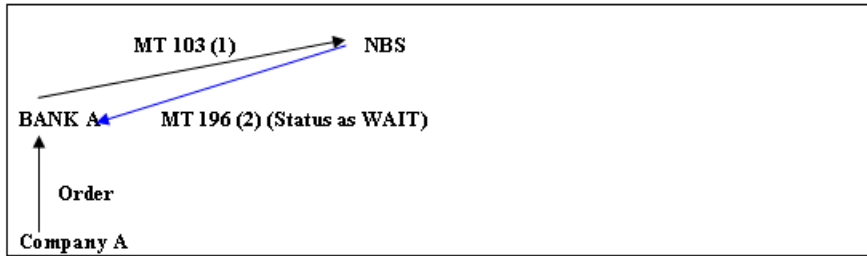 MT 103 (1)
NBS
BANK A
MT 196 (2) (Status as WAIT)
Order
Company A